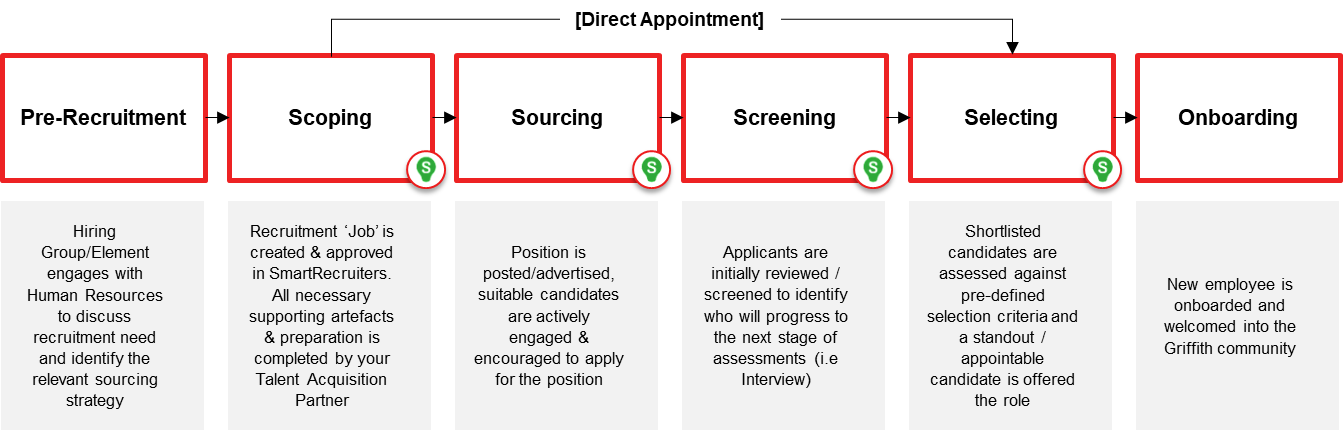 [Direct Appointment]
Pre-Recruitment
Scoping
Sourcing
Screening
Selecting
Onboarding
S
S
S
S
Hiring
Group/Element
engages with
Human Resources
to discuss
recruitment need
and identify the
relevant sourcing
strategy
Recruitment ‘Job’ is
created & approved
in SmartRecruiters.
All necessary
supporting artefacts
& preparation is
completed by your
Talent Acquisition
Partner
Position is
posted/advertised,
suitable candidates
are actively
engaged &
encouraged to apply
for the position
Applicants are
initially reviewed /
screened to identify
who will progress to
the next stage of
assessments (i.e
Interview)
Shortlisted
candidates are
assessed against
pre-defined
selection criteria and
a standout /
appointable
candidate is offered
the role
New employee is
onboarded and
welcomed into the
Griffith community